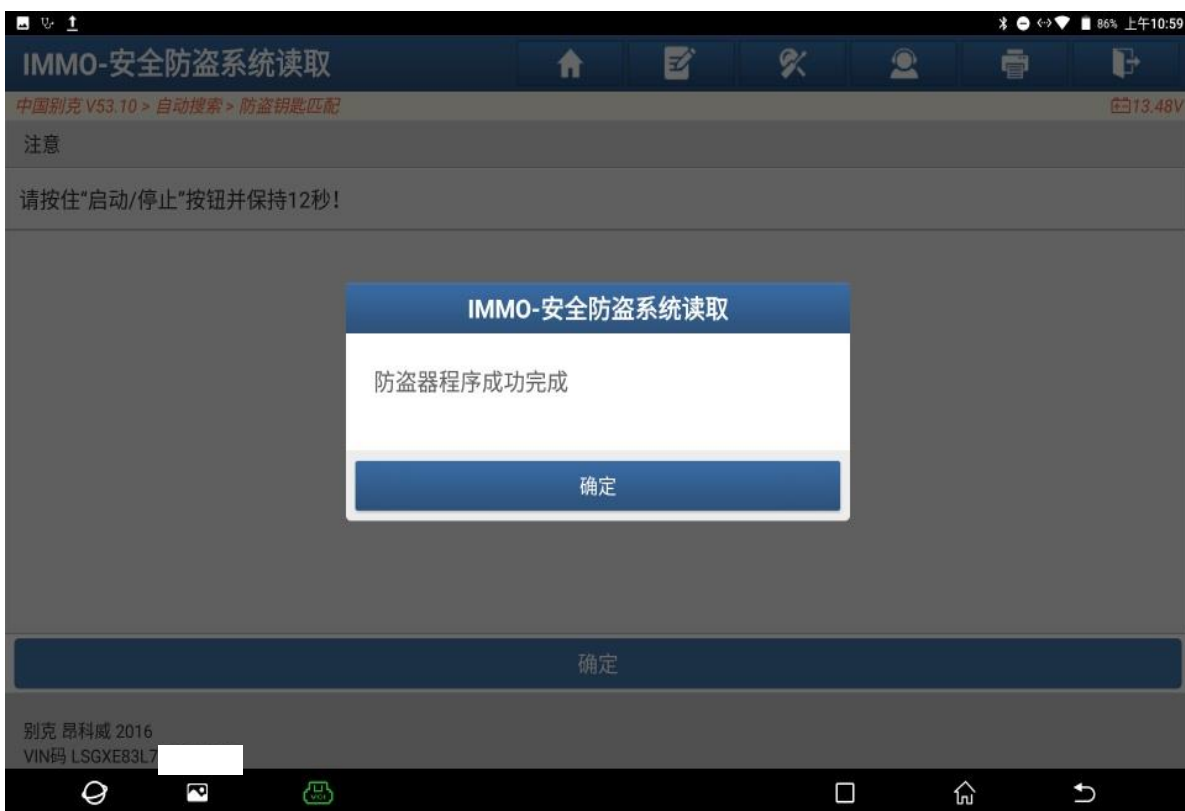 86% 上午10:59
IMMO-安全防盗系统读取
中国别克 V53.10 > 自动搜索 > 防盗钥匙匹配
13.48V
注意
请按住“启动/停止”按钮并保持12秒!
IMMO-安全防盗系统读取
防盗器程序成功完成
确定
确定
别克 昂科威 2016
VIN码 LSGXE83L7
VCI